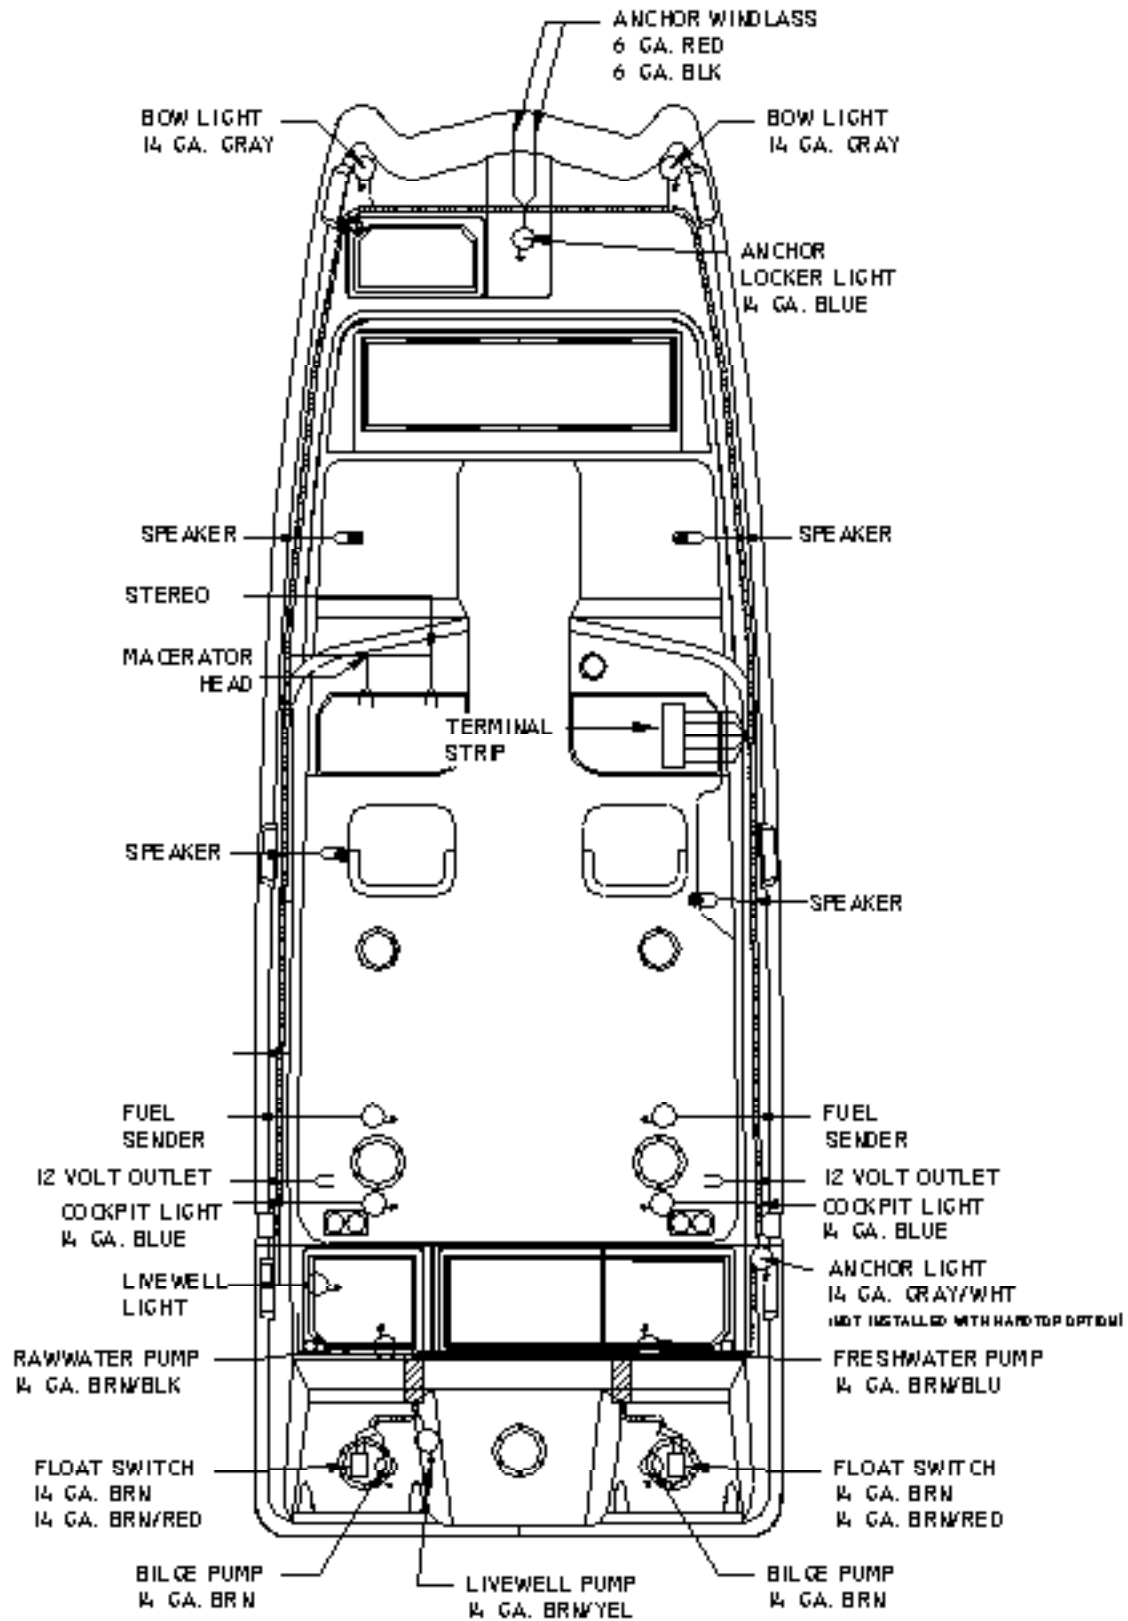 ANCHOR WINDLASS
6 GA. RED
6 GA. BLK
BOW LIGHT
14 GA. GRAY
BOW LIGHT
14 GA. GRAY
ANCHOR
LOCKER LIGHT
14 GA. BLUE
SPEAKER
SPEAKER
STEREO
MACERATOR
HEAD
TERMINAL
STRIP
SPEAKER
SPEAKER
FUEL
SENDER
FUEL
SENDER
12 VOLT OUTLET
12 VOLT OUTLET
COCKPIT LIGHT
14 GA. BLUE
COCKPIT LIGHT
14 GA. BLUE
LIVEWELL
LIGHT
ANCHOR LIGHT
14 GA. GRAY/WHT
(NOT INSTALLED WITH HARDTOP OPTION)
RAWWATER PUMP
14 GA. BRN/BLK
FRESHWATER PUMP
14 GA. BRN/BLU
FLOAT SWITCH
14 GA. BRN
14 GA. BRN/RED
FLOAT SWITCH
14 GA. BRN
14 GA. BRN/RED
BILGE PUMP
14 GA. BRN
LIVEWELL PUMP
14 GA. BRN/YEL
BILGE PUMP
14 GA. BRN